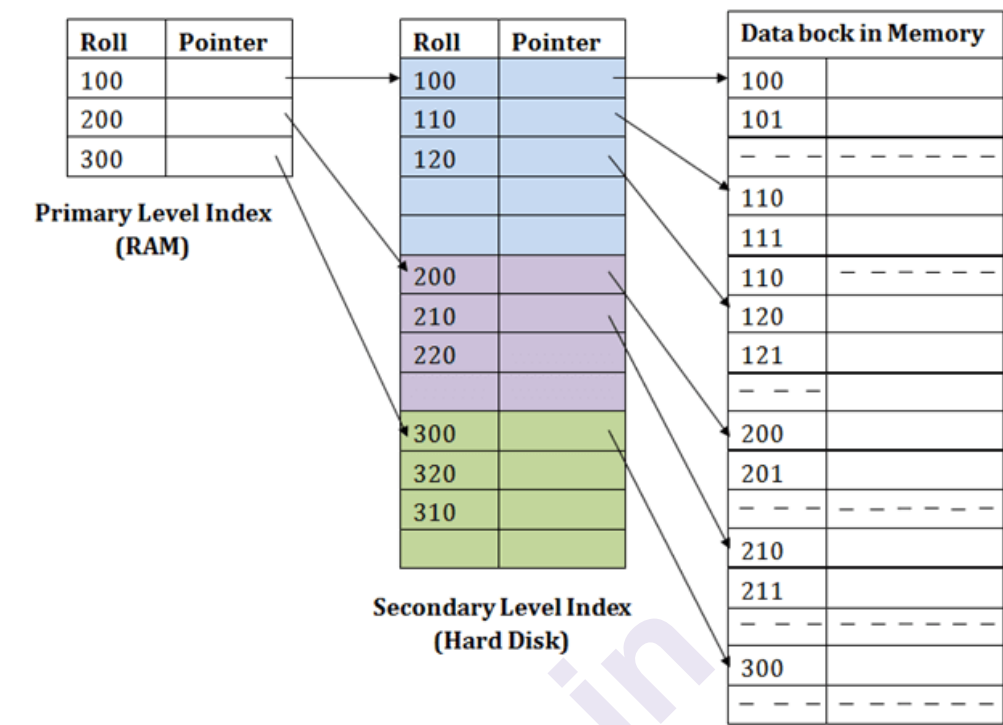 Roll Pointer
100
200
300
Primary Level Index
(RAM)
Roll Pointer
100
110
120
200
210
220
300
320
310
Secondary Level Index
(Hard Disk)
Data bock in Memory
100
101
– – – – – – – – –
110
111
110 – – – – – –
120
121
– – –
200
201
– – – – – – – – –
210
211
– – – – – – – – –
300
– – – – – – – – –
in